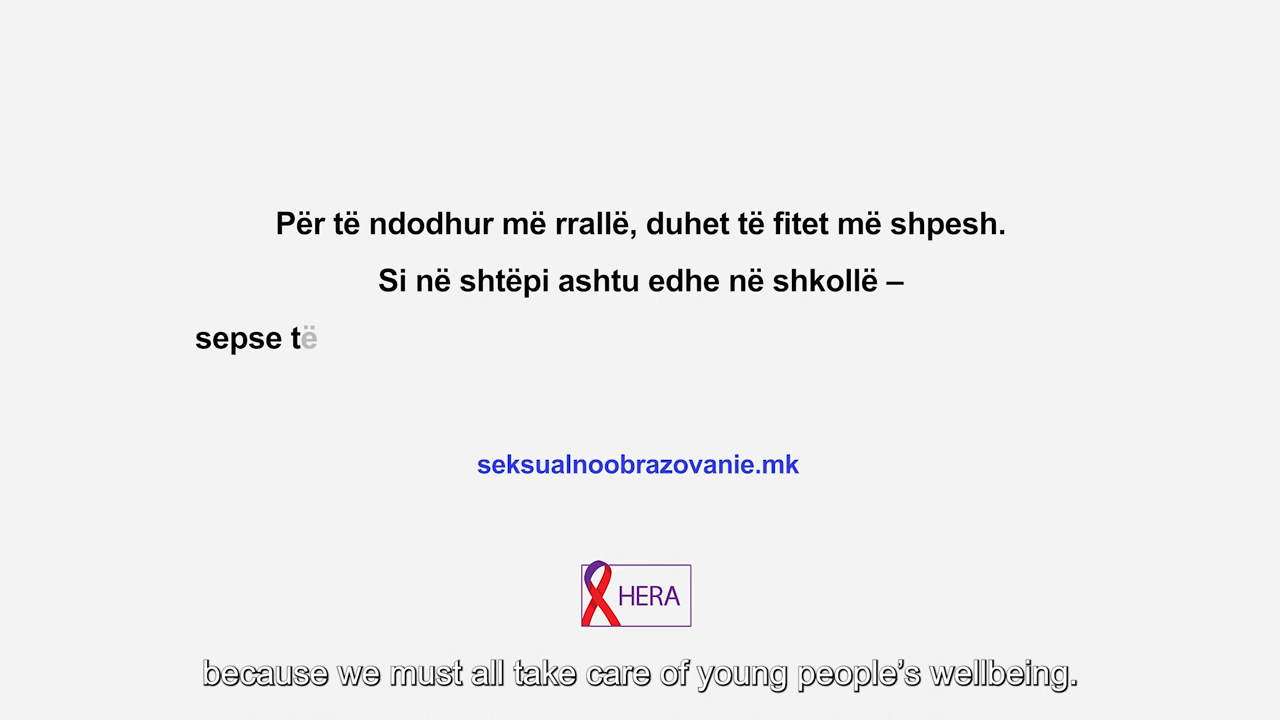 Për të ndodhur më rrallë, duhet të fitet më shpesh.
Si në shtëpi ashtu edhe në shkollë –
sepse të
seksualnoobrazovanie.mk
HERA
because we must all take care of young people's wellbeing.